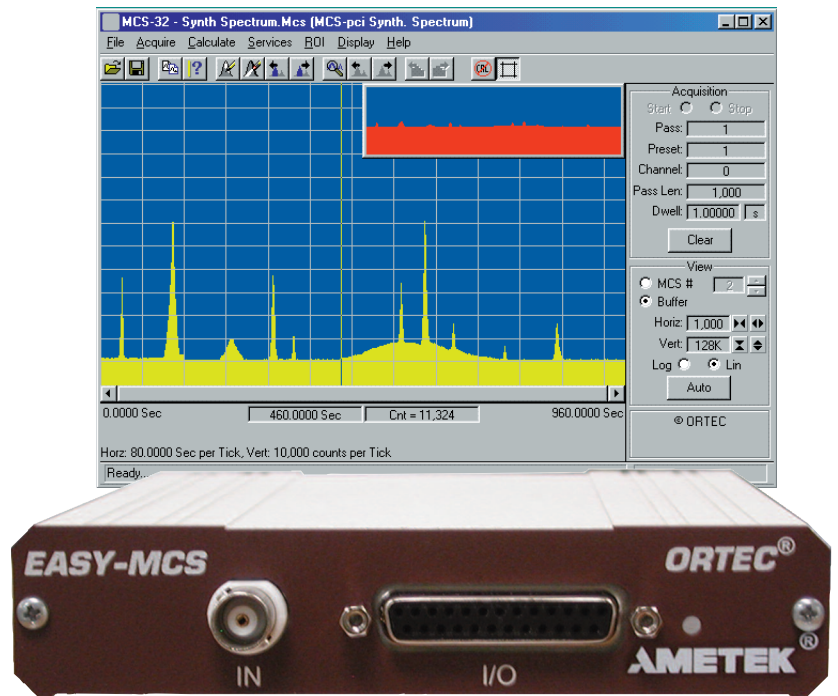 MCS-32 - Synth Spectrum.Mcs (MCS-pci Synth. Spectrum)
File Acquire Calculate Services ROI Display Help
CRL
Acquisition
Start Stop
Pass: 1
Preset: 1
Channel: 0
Pass Len: 1,000
Dwell: 1.00000 s
Clear
View
MCS # 2
Buffer
Horiz: 1,000
Vert: 128K
Log Lin
Auto
0.0000 Sec 460.0000 Sec Cnt = 11,324 960.0000 Sec
© ORTEC
Horz: 80.0000 Sec per Tick, Vert: 10,000 counts per Tick
Ready...
EASY-MCS
ORTEC®
IN
I/O
AMETEK®